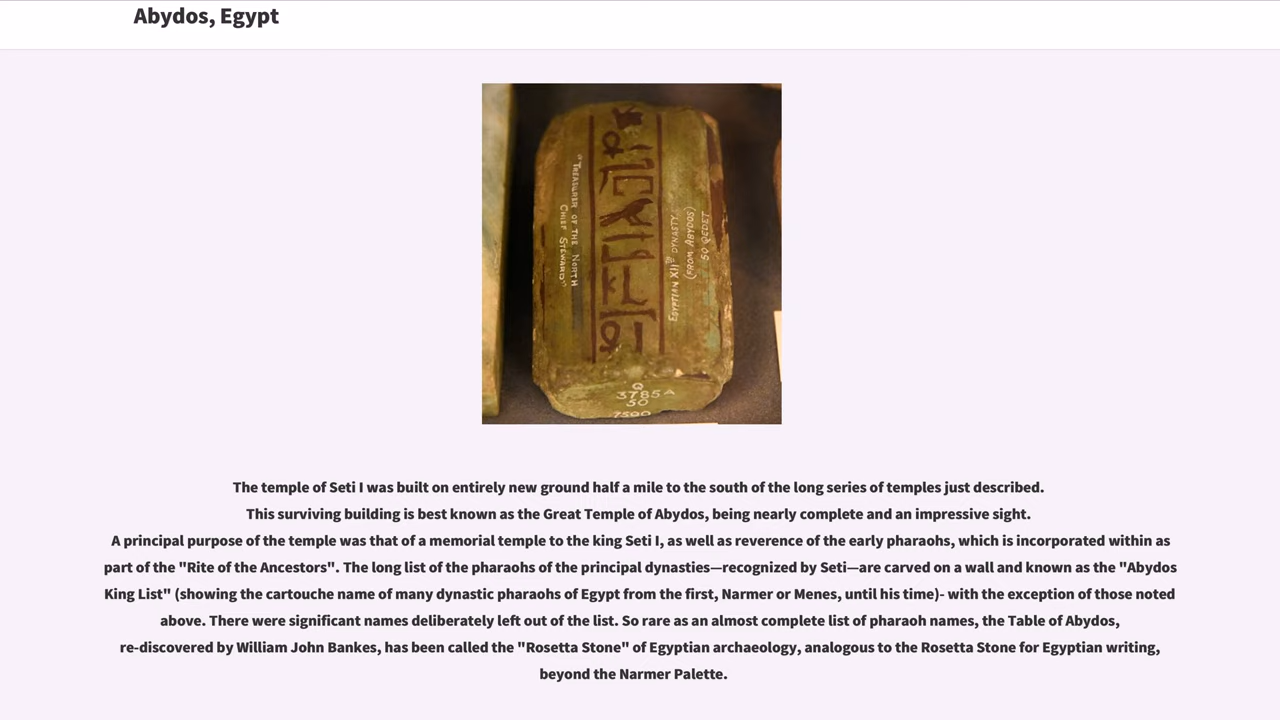 Abydos, Egypt
"Treasurer of the North
Chief Steward"
Egyptian XIIth Dynasty
(from Abydos)
50 Qedet
Q
3785A
50
7500
The temple of Seti I was built on entirely new ground half a mile to the south of the long series of temples just described.
This surviving building is best known as the Great Temple of Abydos, being nearly complete and an impressive sight.
A principal purpose of the temple was that of a memorial temple to the king Seti I, as well as reverence of the early pharaohs, which is incorporated within as
part of the "Rite of the Ancestors". The long list of the pharaohs of the principal dynasties—recognized by Seti—are carved on a wall and known as the "Abydos
King List" (showing the cartouche name of many dynastic pharaohs of Egypt from the first, Narmer or Menes, until his time)- with the exception of those noted
above. There were significant names deliberately left out of the list. So rare as an almost complete list of pharaoh names, the Table of Abydos,
re-discovered by William John Bankes, has been called the "Rosetta Stone" of Egyptian archaeology, analogous to the Rosetta Stone for Egyptian writing,
beyond the Narmer Palette.